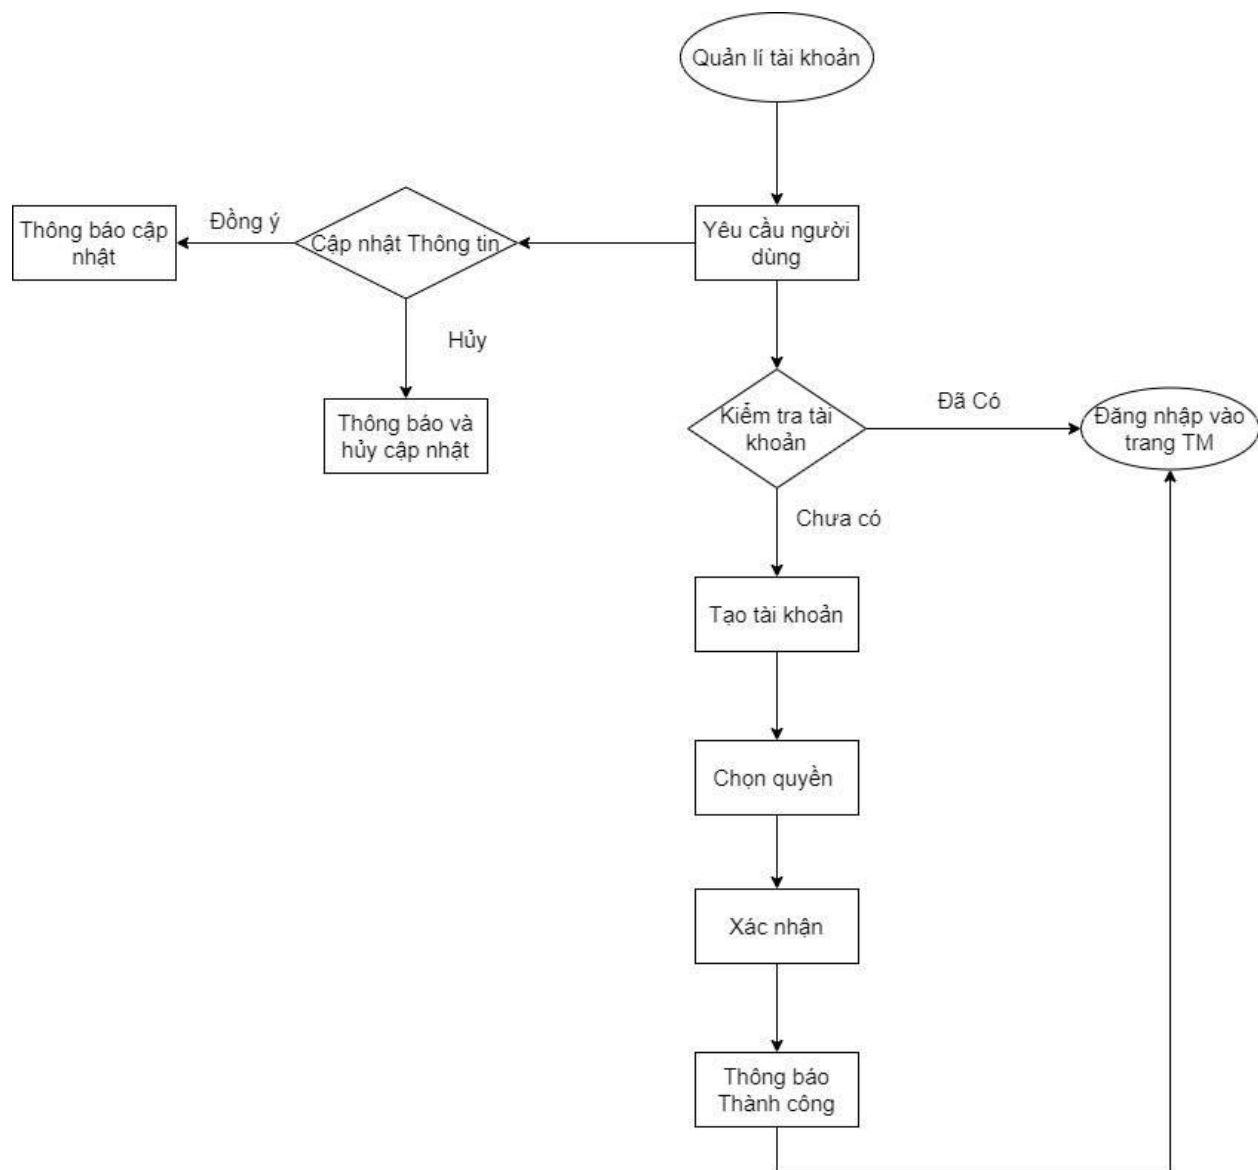 Quản lí tài khoản
Thông báo cập
nhật
Đồng ý
Cập nhật Thông tin
Yêu cầu người
dùng
Hủy
Thông báo và
hủy cập nhật
Kiểm tra tài
khoản
Đã Có
Đăng nhập vào
trang TM
Chưa có
Tạo tài khoản
Chọn quyền
Xác nhận
Thông báo
Thành công